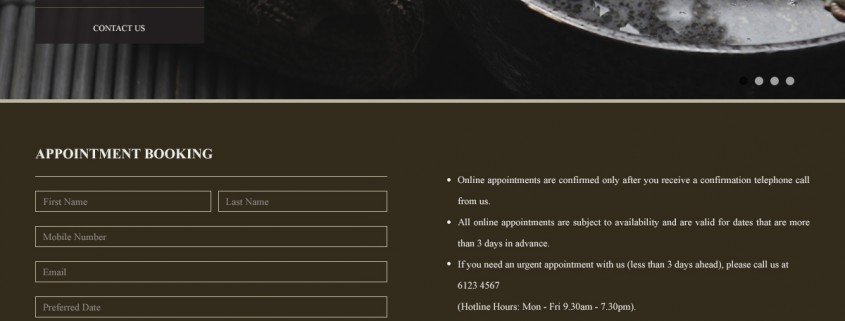 CONTACT US
APPOINTMENT BOOKING
First Name
Last Name
Mobile Number
Email
Preferred Date
Online appointments are confirmed only after you receive a confirmation telephone call
from us.
All online appointments are subject to availability and are valid for dates that are more
than 3 days in advance.
If you need an urgent appointment with us (less than 3 days ahead), please call us at
6123 4567
(Hotline Hours: Mon - Fri 9.30am - 7.30pm).